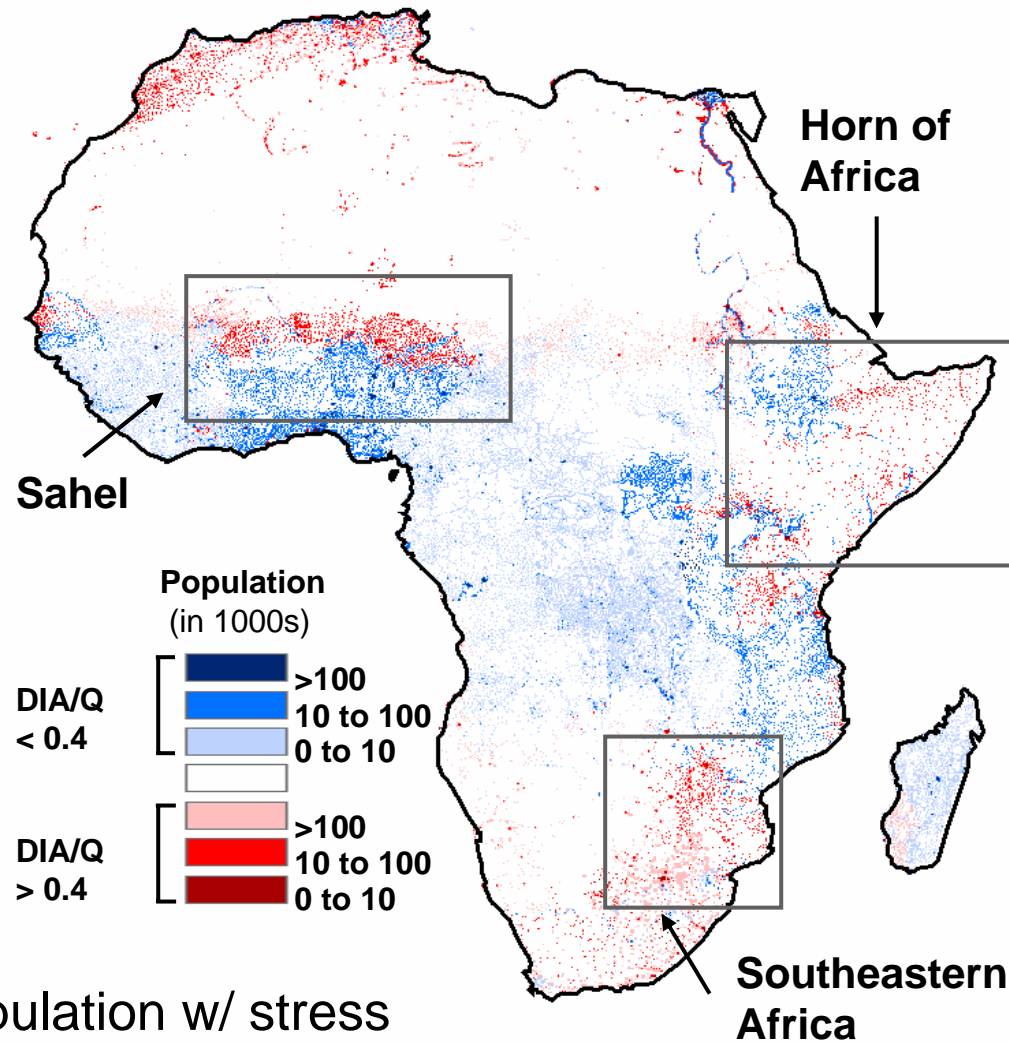 Horn of
Africa
Sahel
Population
(in 1000s)
DIA/Q
< 0.4
>100
10 to 100
0 to 10
DIA/Q
> 0.4
>100
10 to 100
0 to 10
Southeastern
Africa
pulation w/ stress